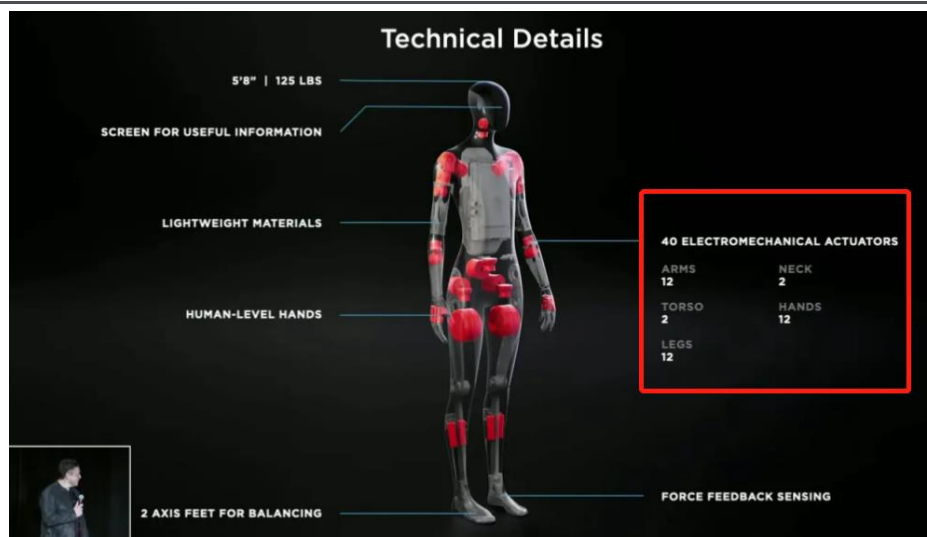 Technical Details
5'8" | 125 LBS
SCREEN FOR USEFUL INFORMATION
LIGHTWEIGHT MATERIALS
HUMAN-LEVEL HANDS
2 AXIS FEET FOR BALANCING
40 ELECTROMECHANICAL ACTUATORS
ARMS
12
NECK
2
TORSO
2
HANDS
12
LEGS
12
FORCE FEEDBACK SENSING